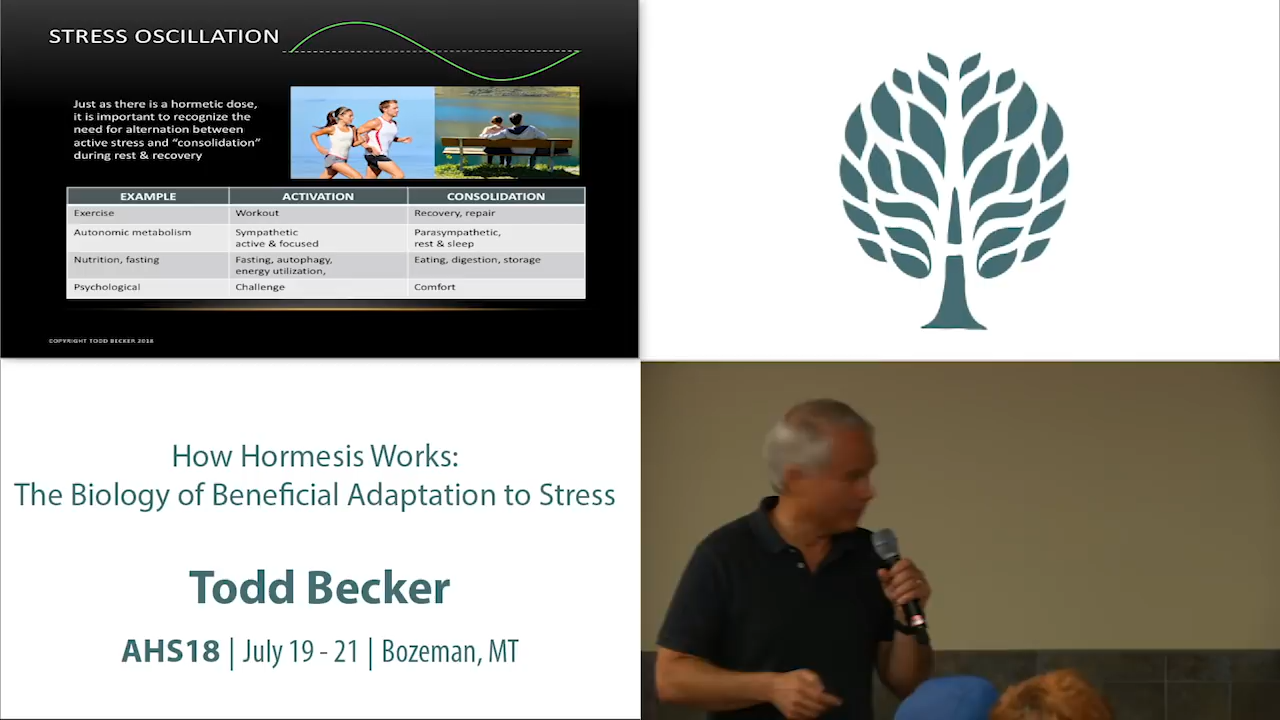 STRESS OSCILLATION
Just as there is a hormetic dose,
it is important to recognize the
need for alternation between
active stress and “consolidation”
during rest & recovery
EXAMPLE ACTIVATION CONSOLIDATION
Exercise Workout Recovery, repair
Autonomic metabolism Sympathetic Parasympathetic,
active & focused rest & sleep
Nutrition, fasting Fasting, autophagy, Eating, digestion, storage
energy utilization,
Psychological Challenge Comfort
COPYRIGHT TODD BECKER 2018
How Hormesis Works:
The Biology of Beneficial Adaptation to Stress
Todd Becker
AHS18 | July 19 - 21 | Bozeman, MT